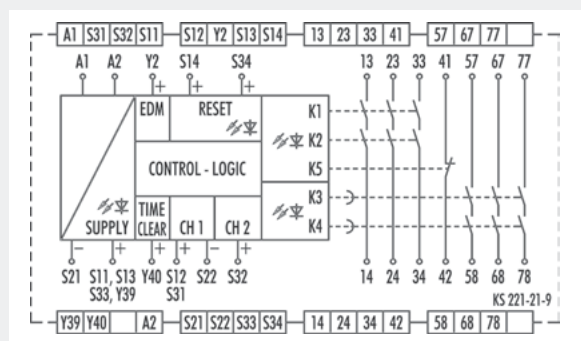 A1 S31 S32 S11 S12 Y2 S13 S14 13 23 33 41 57 67 77
A1 A2 Y2 S14 S34 13 23 33 41 57 67 77
+ + +
EDM RESET K1
K2
CONTROL - LOGIC K5
K3
TIME
SUPPLY CLEAR CH 1 CH 2 K4
− + + + − +
S21 S11, S13 Y40 S12 S22 S32 14 24 34 42 58 68 78
S33, Y39 S31
KS 221-21-9
Y39 Y40 A2 S21 S22 S33 S34 14 24 34 42 58 68 78